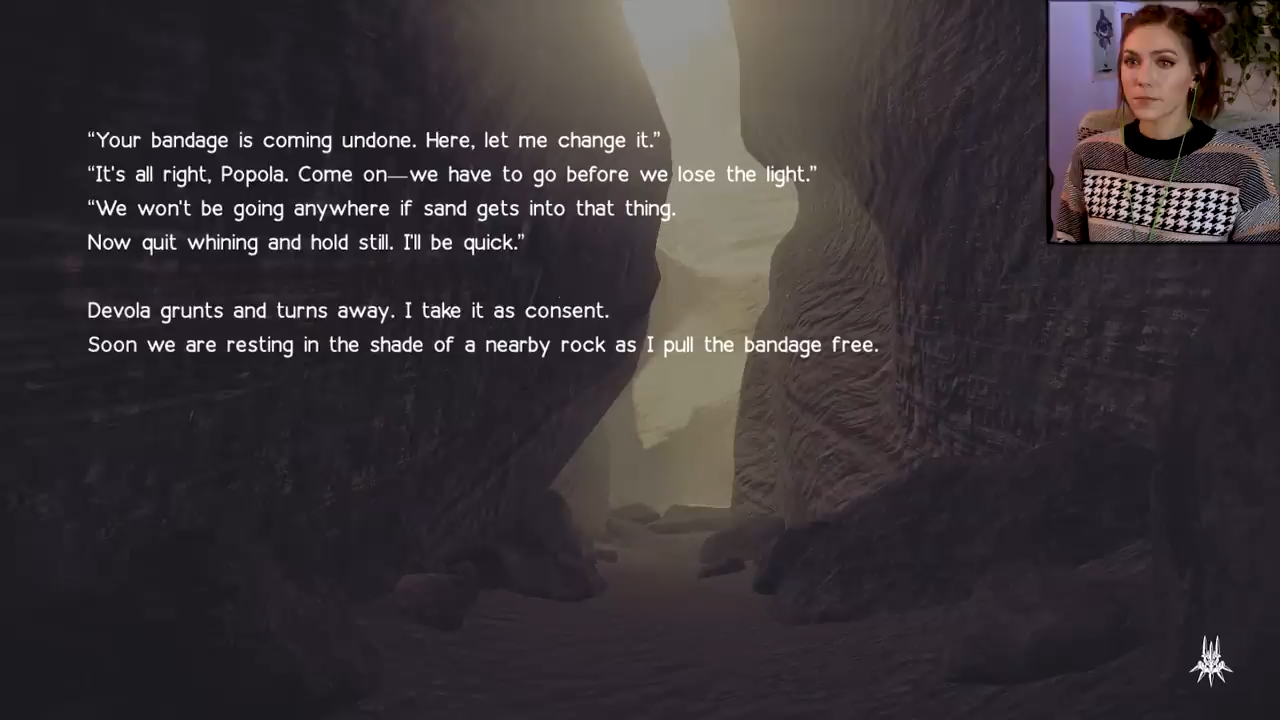 “Your bandage is coming undone. Here, let me change it.”
“It's all right, Popola. Come on—we have to go before we lose the light.”
“We won't be going anywhere if sand gets into that thing.
Now quit whining and hold still. I'll be quick.”
Devola grunts and turns away. I take it as consent.
Soon we are resting in the shade of a nearby rock as I pull the bandage free.